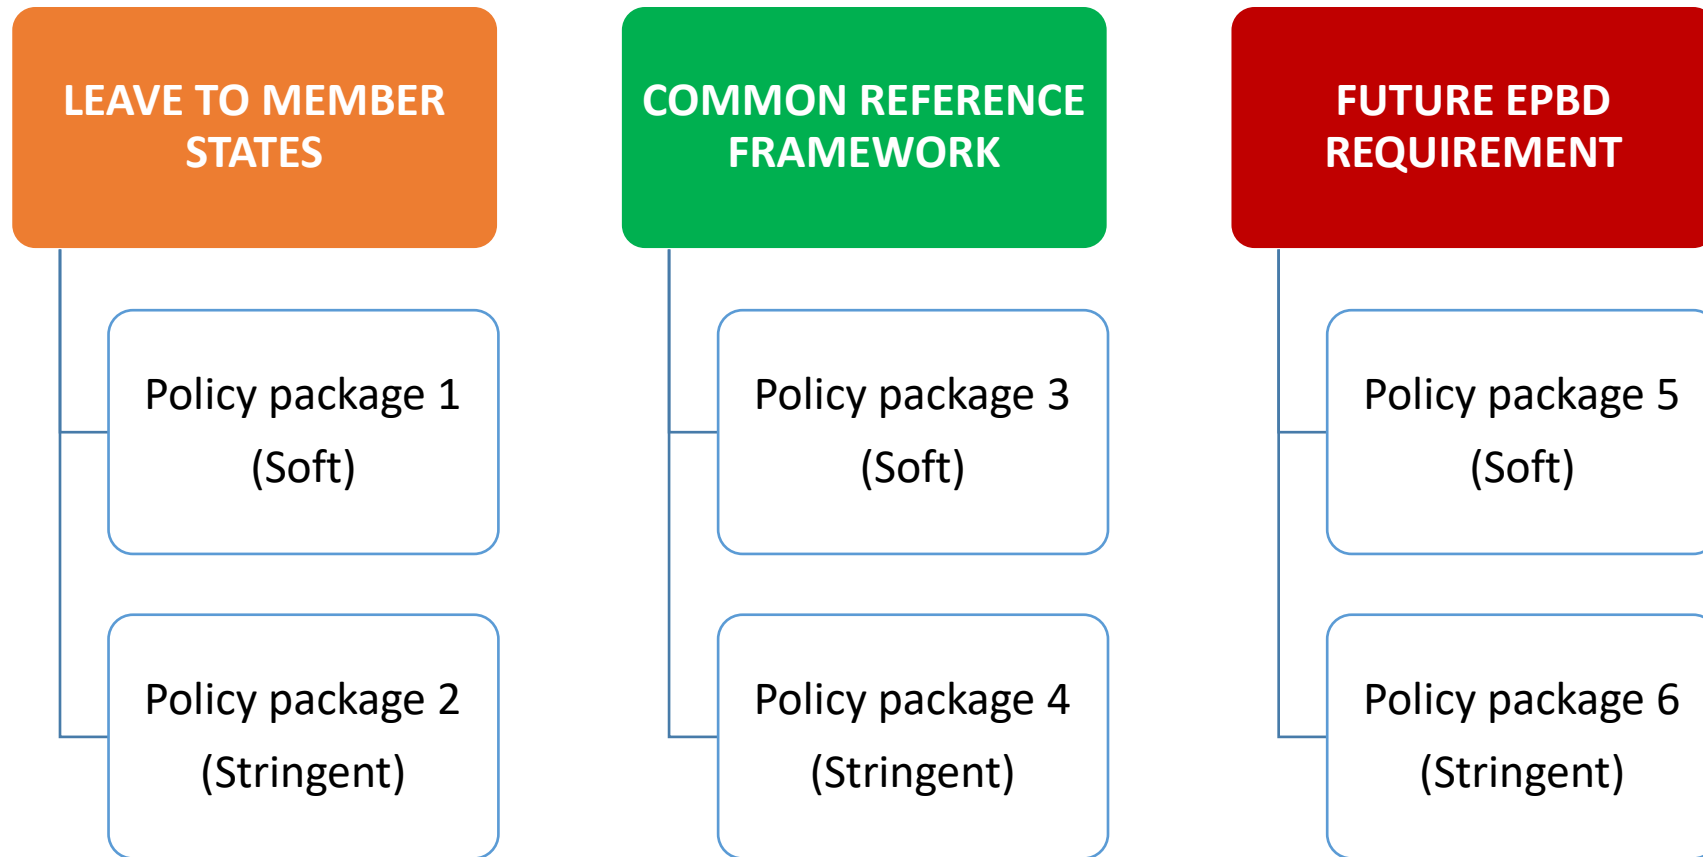 LEAVE TO MEMBER
STATES
Policy package 1
(Soft)
Policy package 2
(Stringent)
COMMON REFERENCE
FRAMEWORK
Policy package 3
(Soft)
Policy package 4
(Stringent)
FUTURE EPBD
REQUIREMENT
Policy package 5
(Soft)
Policy package 6
(Stringent)